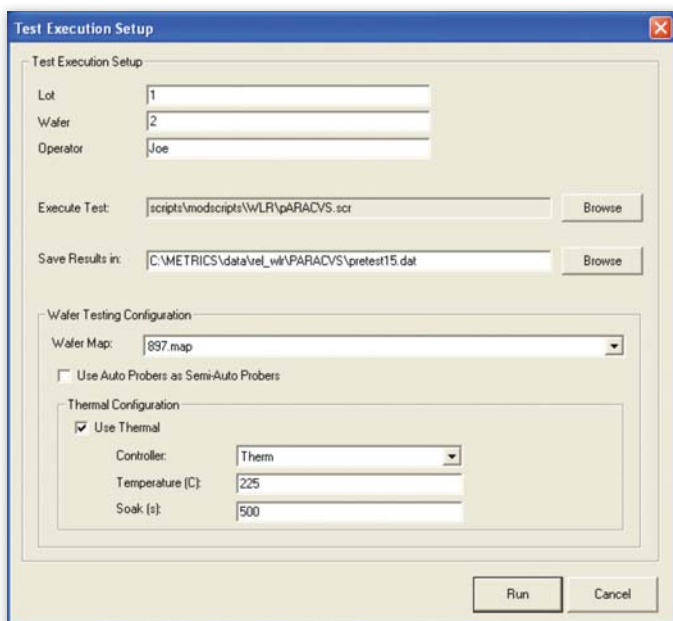 Test Execution Setup
Test Execution Setup
Lot 1
Wafer 2
Operator Joe
Execute Test: scripts\modscripts\WLR\pARACVS.scr Browse
Save Results in: C:\METRICS\data\rel_wlr\PARACVS\pretest15.dat Browse
Wafer Testing Configuration
Wafer Map: 897.map
Use Auto Probers as Semi-Auto Probers
Thermal Configuration
Use Thermal
Controller: Therm
Temperature (C): 225
Soak (s): 500
Run Cancel